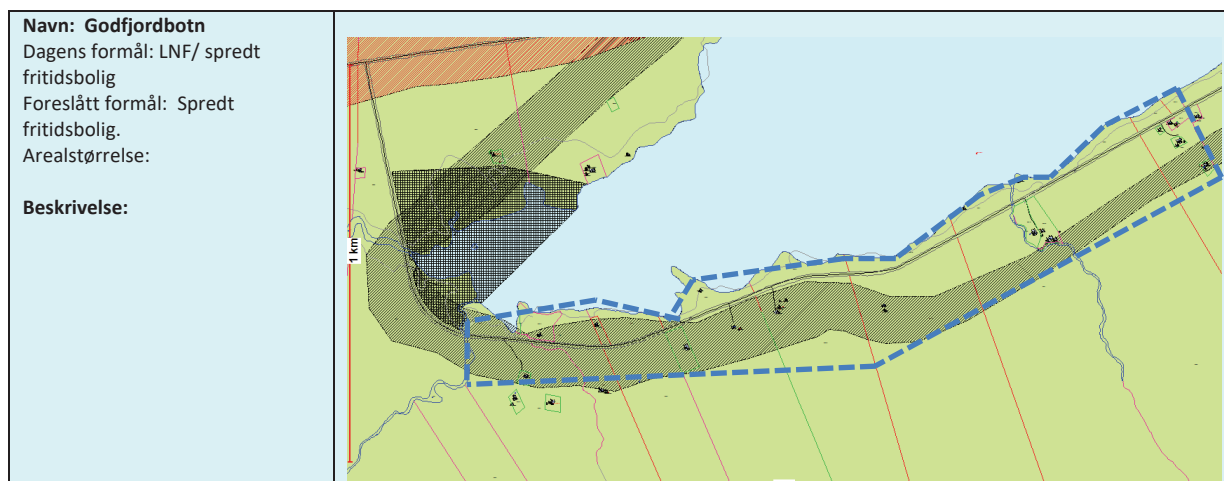 Navn: Godfjordbotn
Dagens formål: LNF/ spredt
fritidsbolig
Foreslått formål: Spredt
fritidsbolig.
Arealstørrelse:
Beskrivelse:
1 km